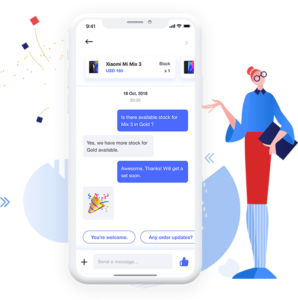 9:41
Xiaomi Mi Mix 3
Black
USD 595
x 1
18 Oct, 2018
Is there available stock for
Mix 3 in Gold ?
Yes, we have more stock for
Gold available.
Awesome, Thanks! Will get a
set soon.
You're welcome.
Any order updates?
Send a message...